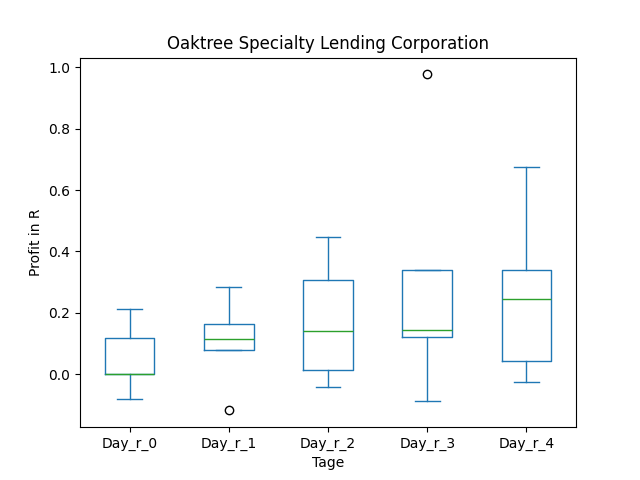 Oaktree Specialty Lending Corporation
1.0
0.8
0.6
0.4
0.2
0.0
Profit in R
Day_r_0 Day_r_1 Day_r_2 Day_r_3 Day_r_4
Tage